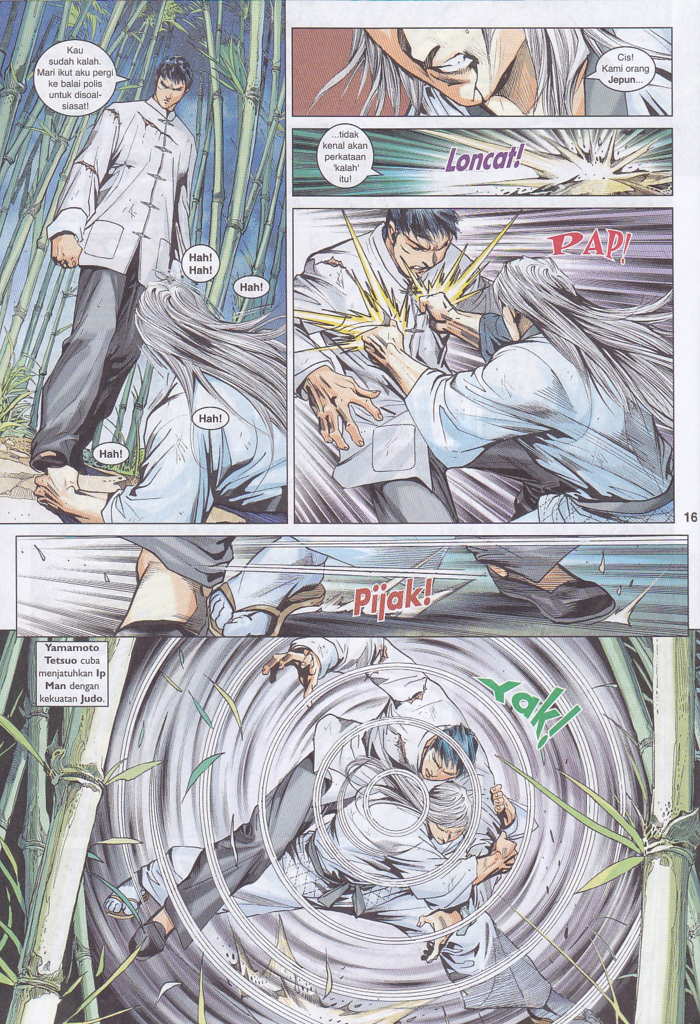 Kau
sudah kalah.
Mari ikut aku pergi
ke balai polis
untuk disoal-
siasat!
Hah!
Hah!
Hah!
Hah!
Hah!
Cis!
Kami orang
Jepun...
...tidak
kenal akan
perkataan
'kalah'
itu!
Loncat!
PAP!
16
Pijak!
Yamamoto
Tetsuo cuba
menjatuhkan Ip
Man dengan
kekuatan Judo.
Yak!